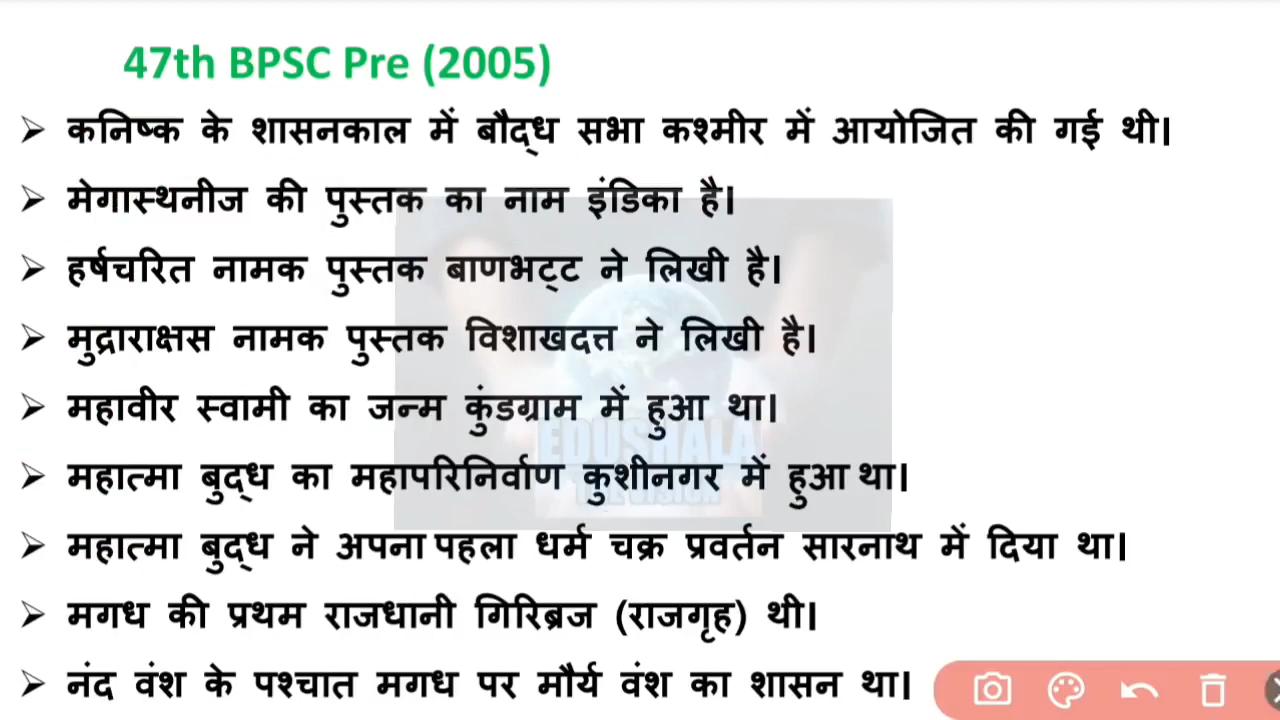 47th BPSC Pre (2005)
➢ कनिष्क के शासनकाल में बौद्ध सभा कश्मीर में आयोजित की गई थी।
➢ मेगास्थनीज की पुस्तक का नाम इंडिका है।
➢ हर्षचरित नामक पुस्तक बाणभट्ट ने लिखी है।
➢ मुद्राराक्षस नामक पुस्तक विशाखदत्त ने लिखी है।
➢ महावीर स्वामी का जन्म कुंडग्राम में हुआ था।
EDUSHALA
➢ महात्मा बुद्ध का महापरिनिर्वाण कुशीनगर में हुआ था।
➢ महात्मा बुद्ध ने अपना पहला धर्म चक्र प्रवर्तन सारनाथ में दिया था।
➢ मगध की प्रथम राजधानी गिरिब्रज (राजगृह) थी।
➢ नंद वंश के पश्चात मगध पर मौर्य वंश का शासन था।